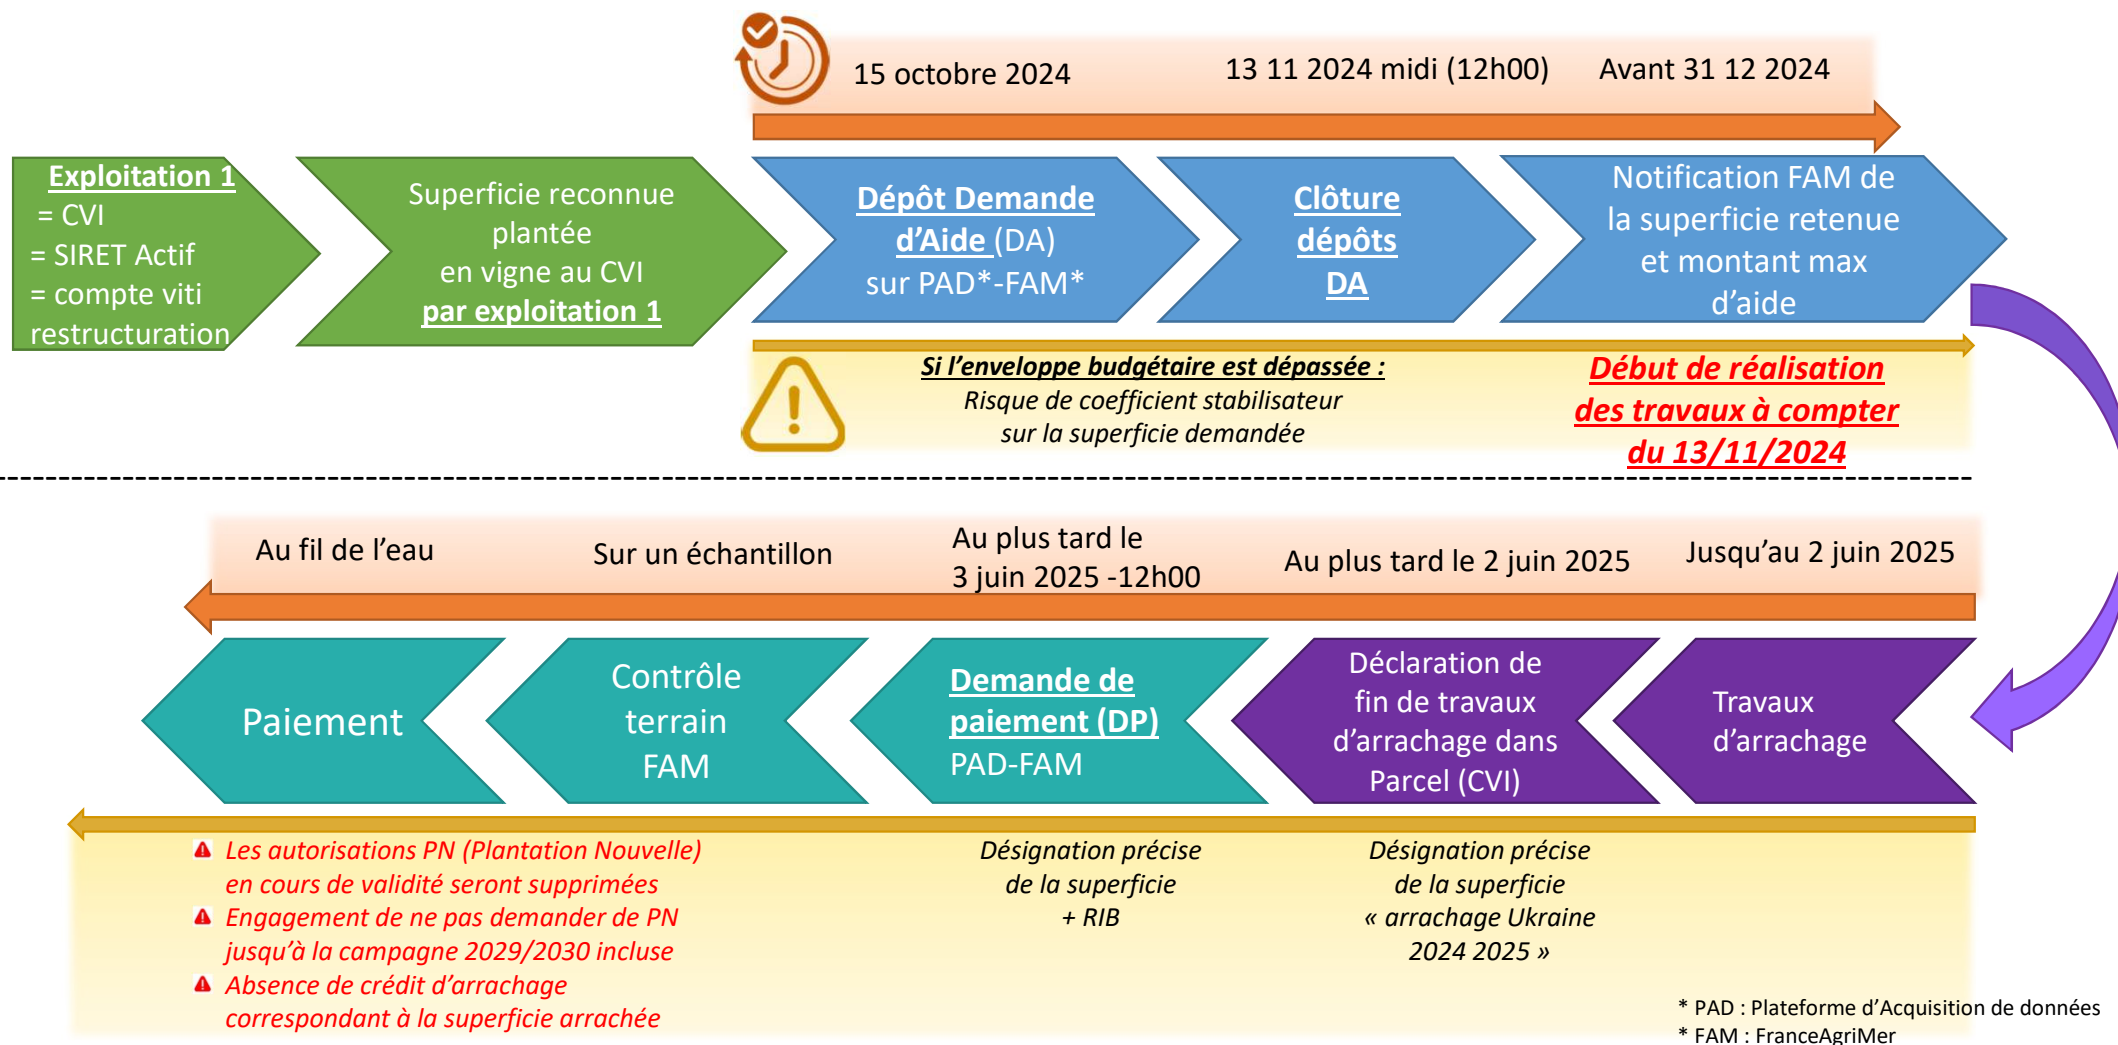 15 octobre 2024
13 11 2024 midi (12h00)
Avant 31 12 2024
Exploitation 1
= CVI
= SIRET Actif
= compte viti
restructuration
Superficie reconnue
plantée
en vigne au CVI
par exploitation 1
Dépôt Demande
d’Aide (DA)
sur PAD*-FAM*
Clôture
dépôts
DA
Notification FAM de
la superficie retenue
et montant max
d’aide
Si l’enveloppe budgétaire est dépassée :
Risque de coefficient stabilisateur
sur la superficie demandée
Début de réalisation
des travaux à compter
du 13/11/2024
Au fil de l’eau
Sur un échantillon
Au plus tard le
3 juin 2025 -12h00
Au plus tard le 2 juin 2025
Jusqu’au 2 juin 2025
Paiement
Contrôle
terrain
FAM
Demande de
paiement (DP)
PAD-FAM
Déclaration de
fin de travaux
d’arrachage dans
Parcel (CVI)
Travaux
d’arrachage
Les autorisations PN (Plantation Nouvelle)
en cours de validité seront supprimées
Engagement de ne pas demander de PN
jusqu’à la campagne 2029/2030 incluse
Absence de crédit d’arrachage
correspondant à la superficie arrachée
Désignation précise
de la superficie
+ RIB
Désignation précise
de la superficie
« arrachage Ukraine
2024 2025 »
* PAD : Plateforme d’Acquisition de données
* FAM : FranceAgriMer